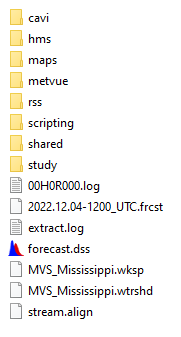 cavi
hms
maps
metvue
rss
scripting
shared
study
00H0R000.log
2022.12.04-1200_UTC.frcst
extract.log
forecast.dss
MVS_Mississippi.wksp
MVS_Mississippi.wtrshd
stream.align